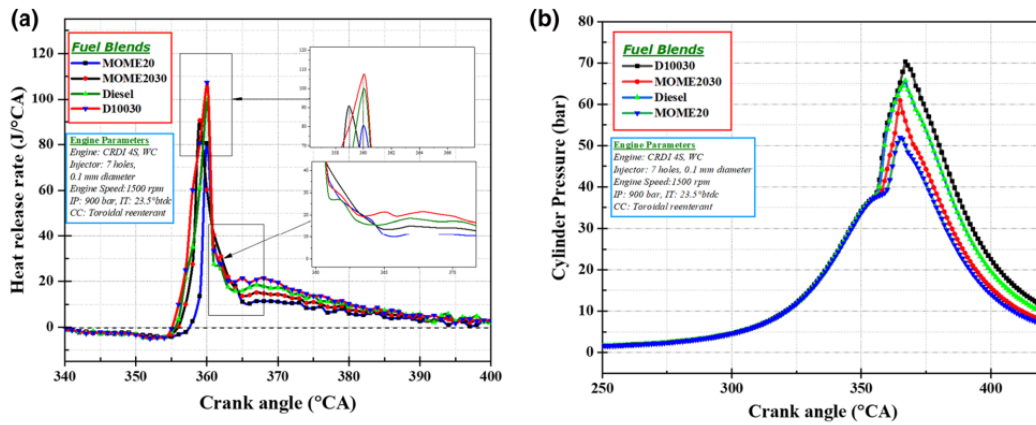 (a)
Heat release rate (J/°CA)
120
100
80
60
40
20
0
Fuel Blends
MOME20
MOME2030
Diesel
D10030
Engine Parameters
Engine: CRDI 4S, WC
Injector: 7 holes,
0.1 mm diameter
Engine Speed:1500 rpm
IP: 900 bar, IT: 23.5°btdc
CC: Toroidal reenterant
340 350 360 370 380 390 400
Crank angle (°CA)
(b)
Cylinder Pressure (bar)
80
70
60
50
40
30
20
10
0
Fuel Blends
D10030
MOME2030
Diesel
MOME20
Engine Parameters
Engine: CRDI 4S, WC
Injector: 7 holes,
0.1 mm diameter
Engine Speed:1500 rpm
IP: 900 bar, IT: 23.5°btdc
CC: Toroidal reenterant
250 300 350 400
Crank angle (°CA)